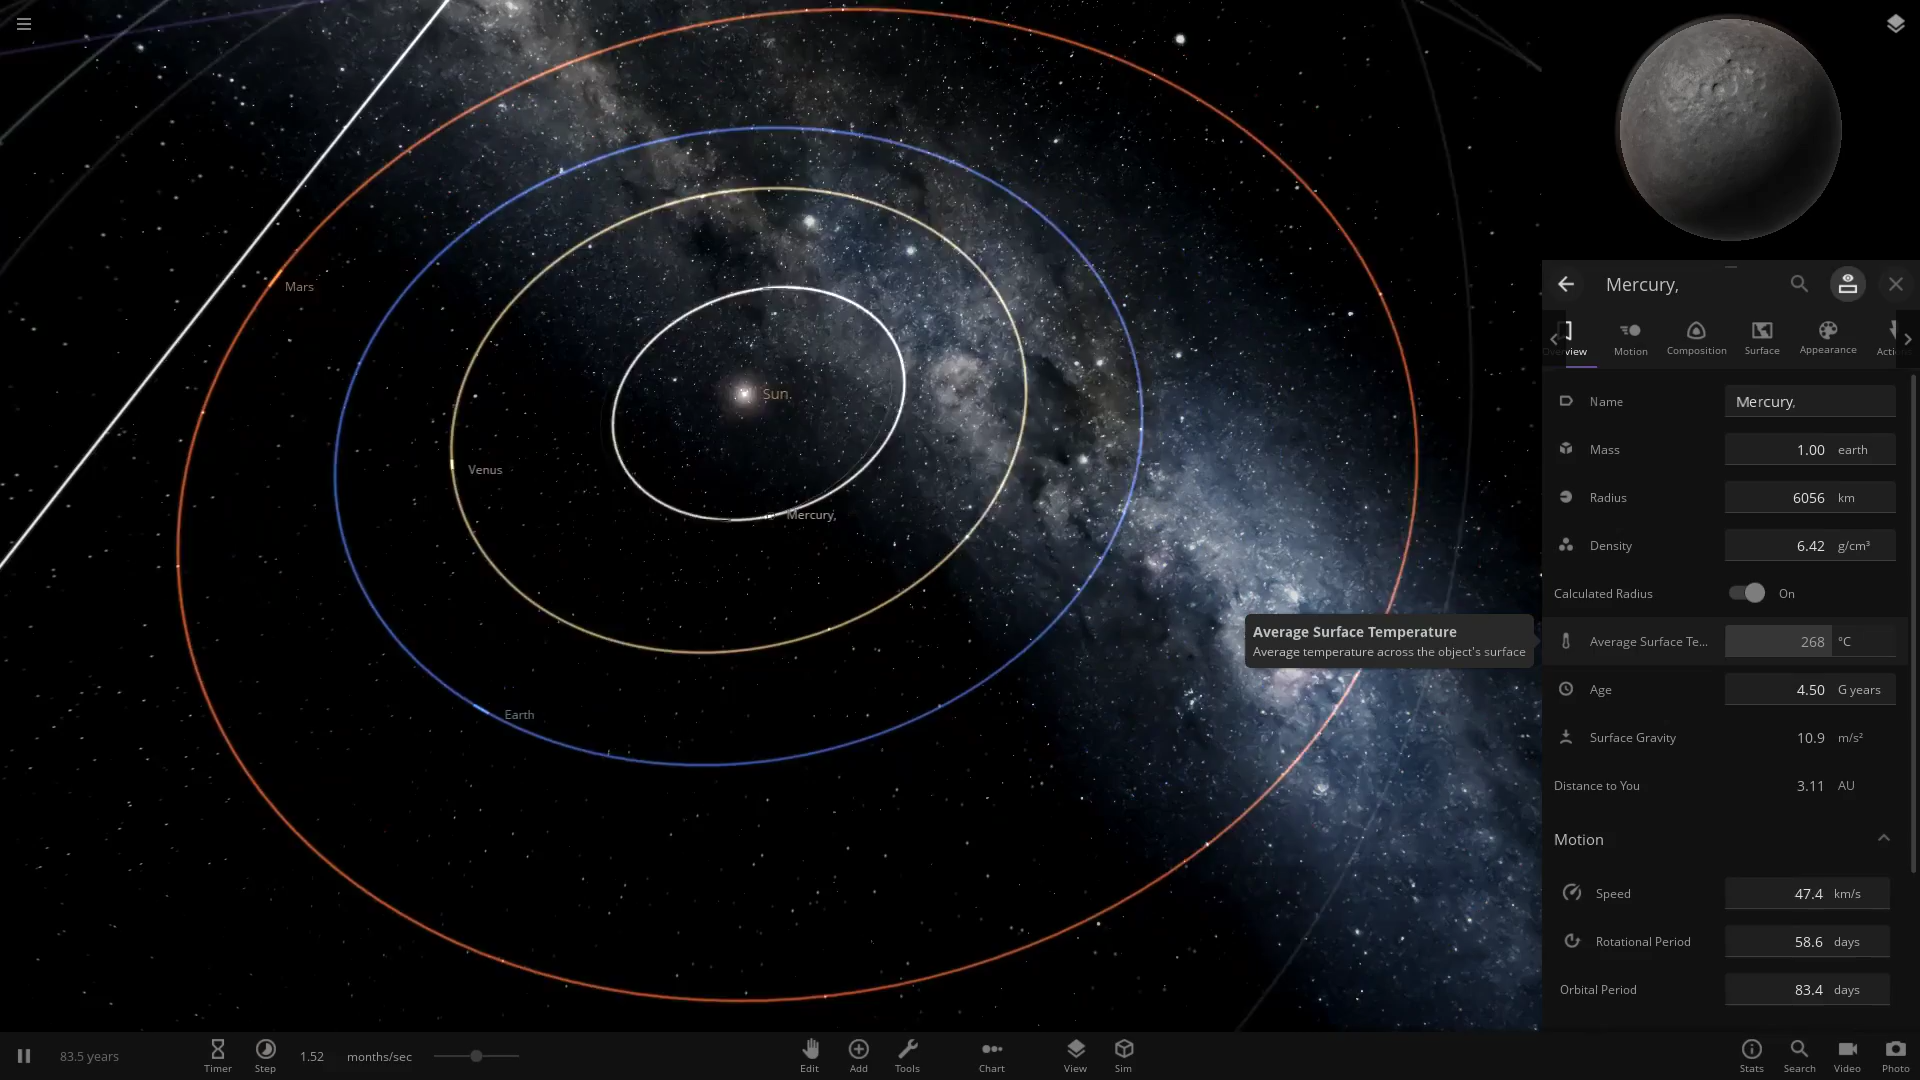 Mercury,
Overview
Motion
Composition
Surface
Appearance
Acti
Name
Mercury,
Mass
1.00 earth
Radius
6056 km
Density
6.42 g/cm³
Calculated Radius
On
Average Surface Te...
268 °C
Age
4.50 G years
Surface Gravity
10.9 m/s²
Distance to You
3.11 AU
Motion
Speed
47.4 km/s
Rotational Period
58.6 days
Orbital Period
83.4 days
Average Surface Temperature
Average temperature across the object's surface
Mars
Sun,
Venus
Mercury,
Earth
83.5 years
Timer
Step
1.52 months/sec
Edit
Add
Tools
Chart
View
Sim
Stats
Search
Video
Photo